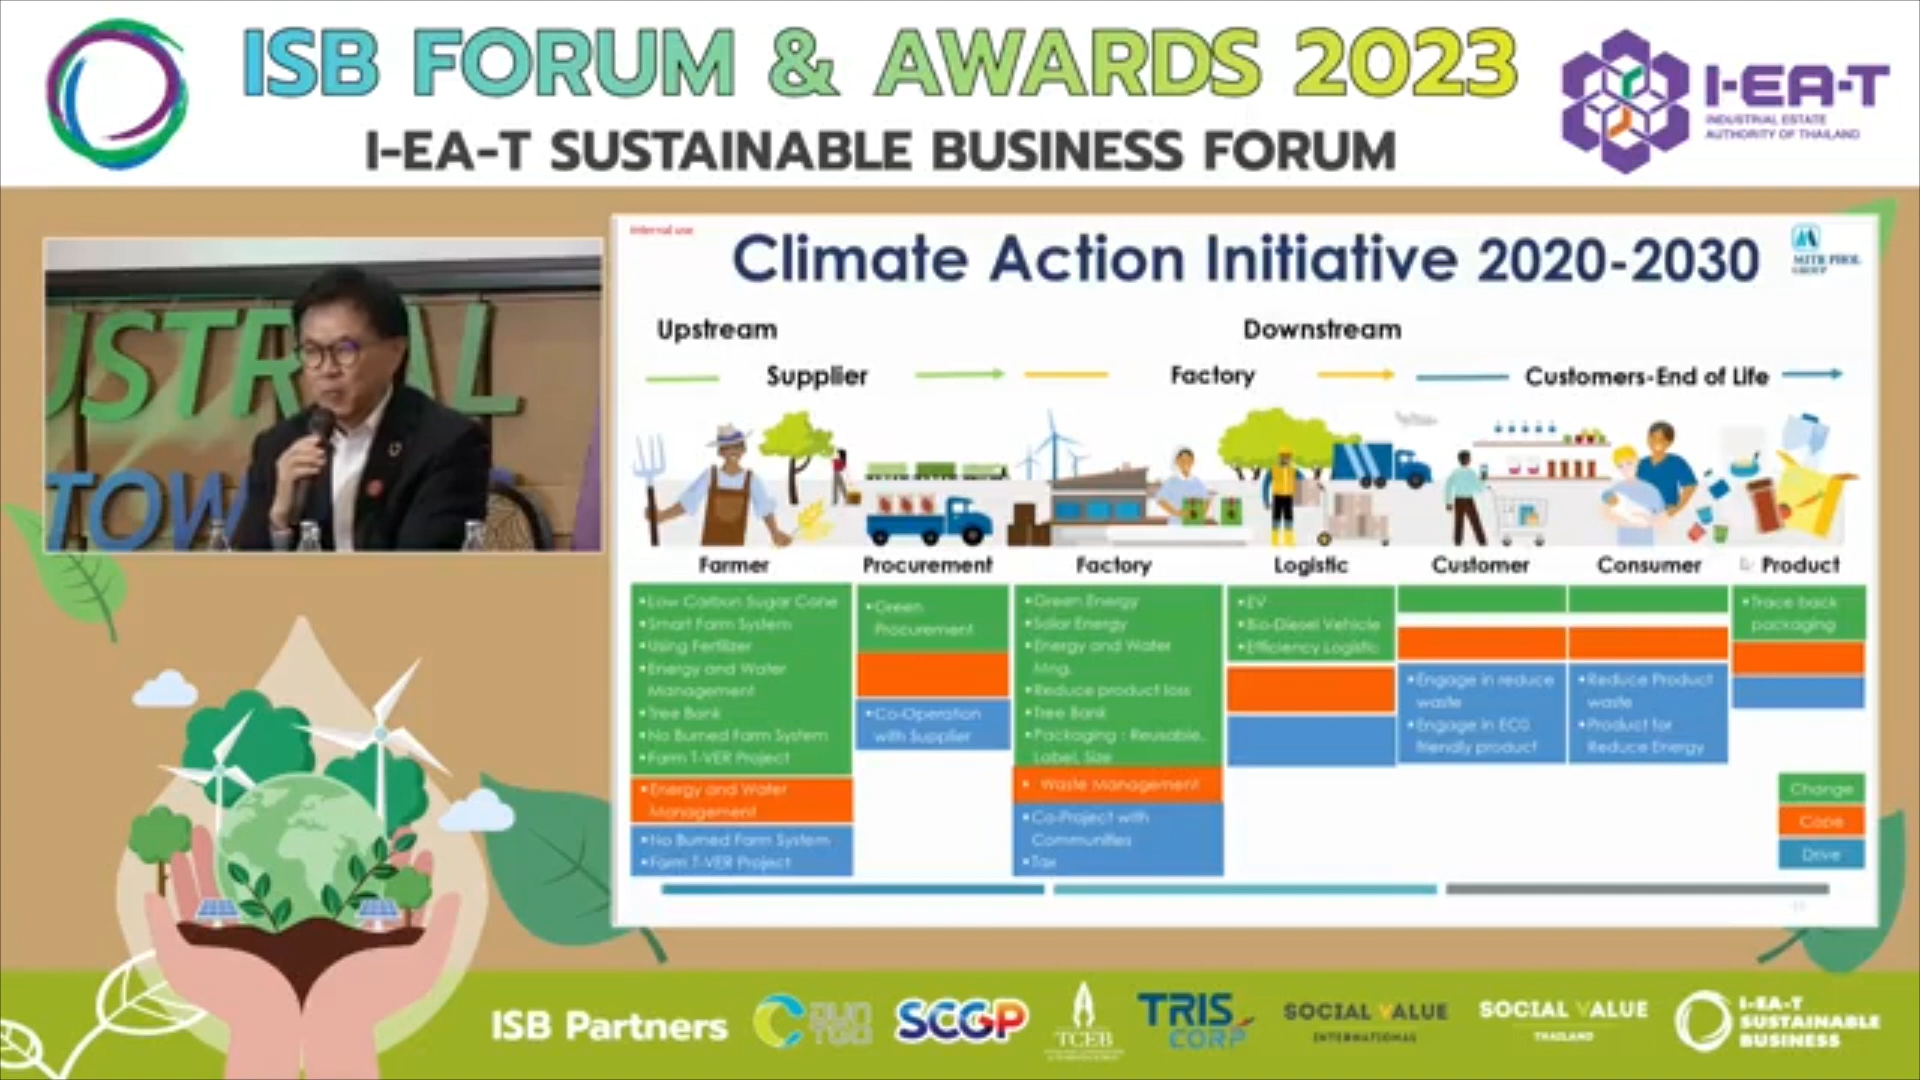 ISB FORUM & AWARDS 2023
I-EA-T SUSTAINABLE BUSINESS FORUM
I-EA-T
INDUSTRIAL ESTATE
AUTHORITY OF THAILAND
USTRIAL
TOW
Internal use
Climate Action Initiative 2020-2030
MITR PHOL
GROUP
Upstream
Downstream
Supplier
Factory
Customers-End of Life
Farmer
Procurement
Factory
Logistic
Customer
Consumer
Product
•Low Carbon Sugar Cane
•Smart Farm System
•Using Fertilizer
•Energy and Water
Management
•Tree Bank
•No Burned Farm System
•Farm T-VER Project
•Energy and Water
Management
•No Burned Farm System
•Farm T-VER Project
•Green
Procurement
•Co-Operation
with Supplier
•Green Energy
•Solar Energy
•Energy and Water
Mng.
•Reduce product loss
•Tree Bank
•Packaging : Reusable,
Label, Size
• Waste Management
•Co-Project with
Communities
•Tax
•EV
•Bio-Diesel Vehicle
•Efficiency Logistic
•Engage in reduce
waste
•Engage in ECO
friendly product
•Reduce Product
waste
•Product for
Reduce Energy
•Trace back
packaging
Change
Cope
Drive
ISB Partners
SCGP
TCEB
TRIS
CORP
SOCIAL VALUE
INTERNATIONAL
SOCIAL VALUE
THAILAND
I-EA-T
SUSTAINABLE
BUSINESS